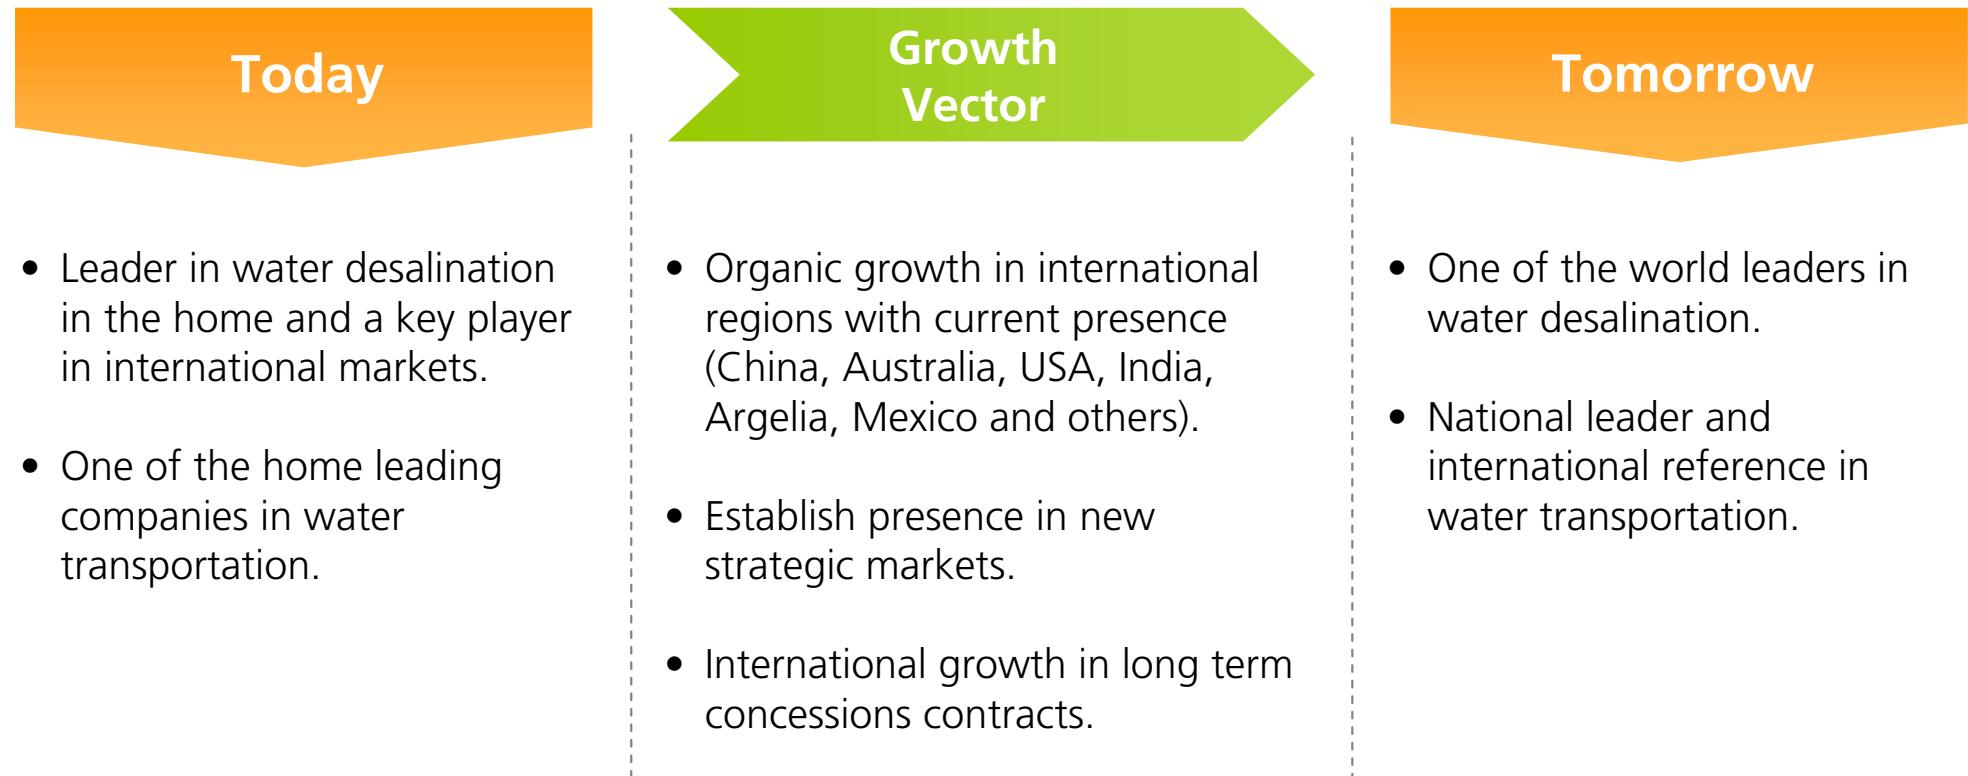 Today
• Leader in water desalination
in the home and a key player
in international markets.
• One of the home leading
companies in water
transportation.
Growth
Vector
• Organic growth in international
regions with current presence
(China, Australia, USA, India,
Argelia, Mexico and others).
• Establish presence in new
strategic markets.
• International growth in long term
concessions contracts.
Tomorrow
• One of the world leaders in
water desalination.
• National leader and
international reference in
water transportation.